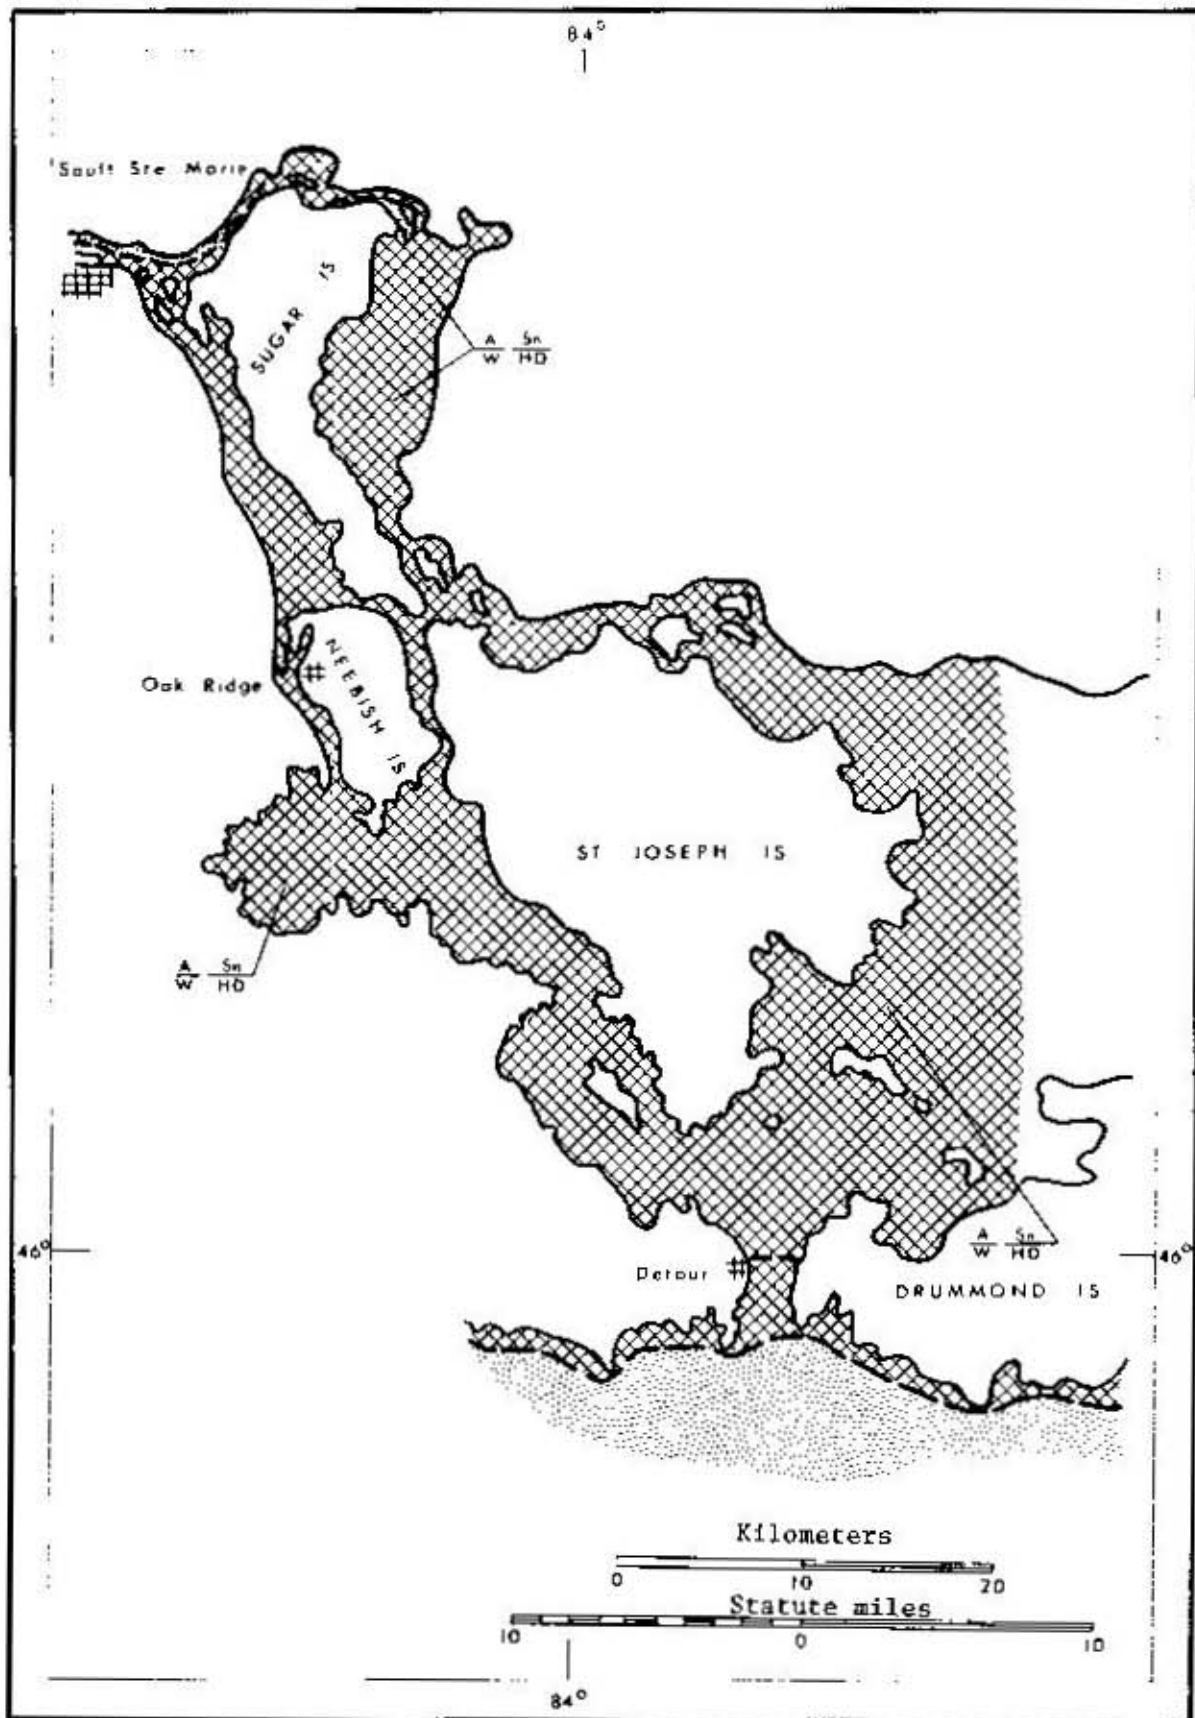 84°
Sault Ste Marie
SUGAR IS
A Sn
W HD
Oak Ridge
NEEBISH IS
ST JOSEPH IS
A Sn
W HD
46°
A Sn
W HD
46°
Detour
DRUMMOND IS
Kilometers
0 10 20
Statute miles
10 0 10
84°